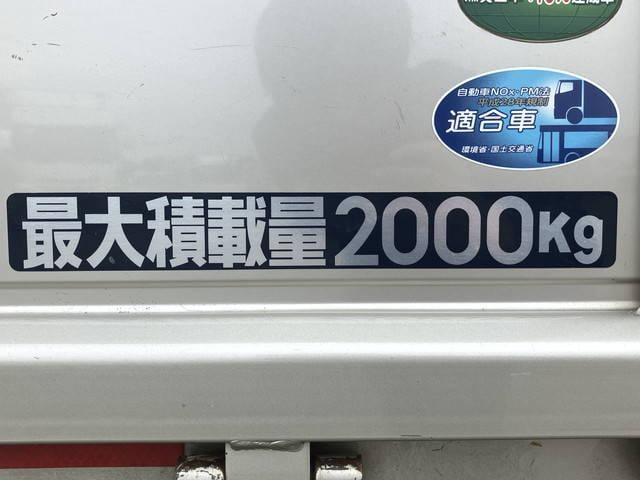 自動車NOx・PM法
平成28年規制
適合車
環境省・国土交通省
最大積載量2000Kg